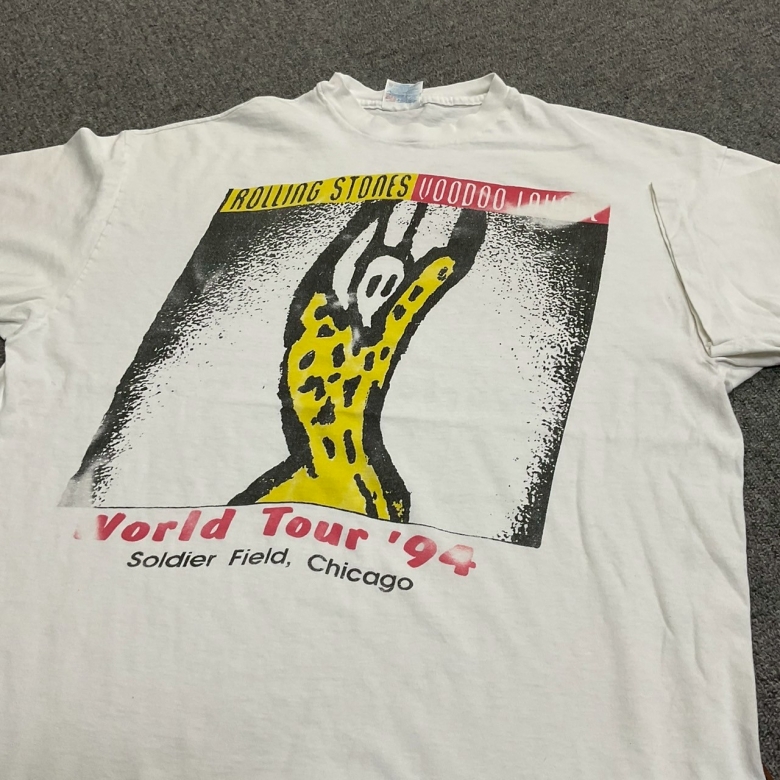 ROLLING STONES VOODOO
World Tour '94
Soldier Field, Chicago